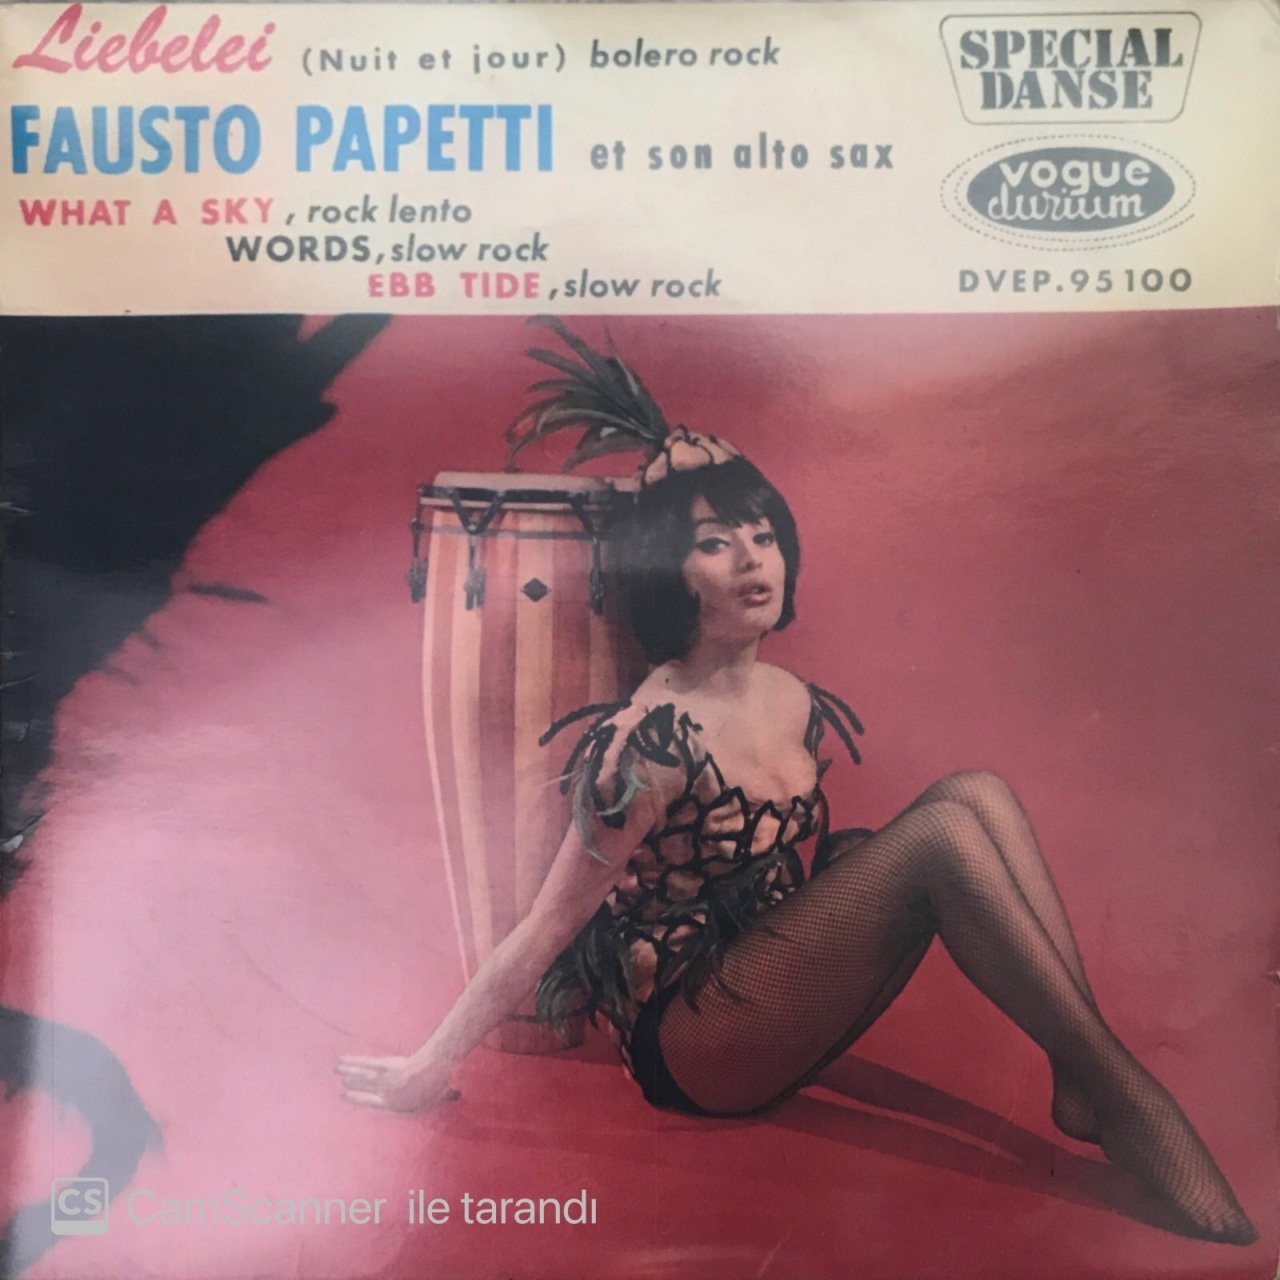 Liebelei (Nuit et jour) bolero rock
FAUSTO PAPETTI et son alto sax
WHAT A SKY, rock lento
WORDS, slow rock
EBB TIDE, slow rock
SPECIAL
DANSE
vogue
durium
DVEP.95100
CS CamScanner ile tarandı